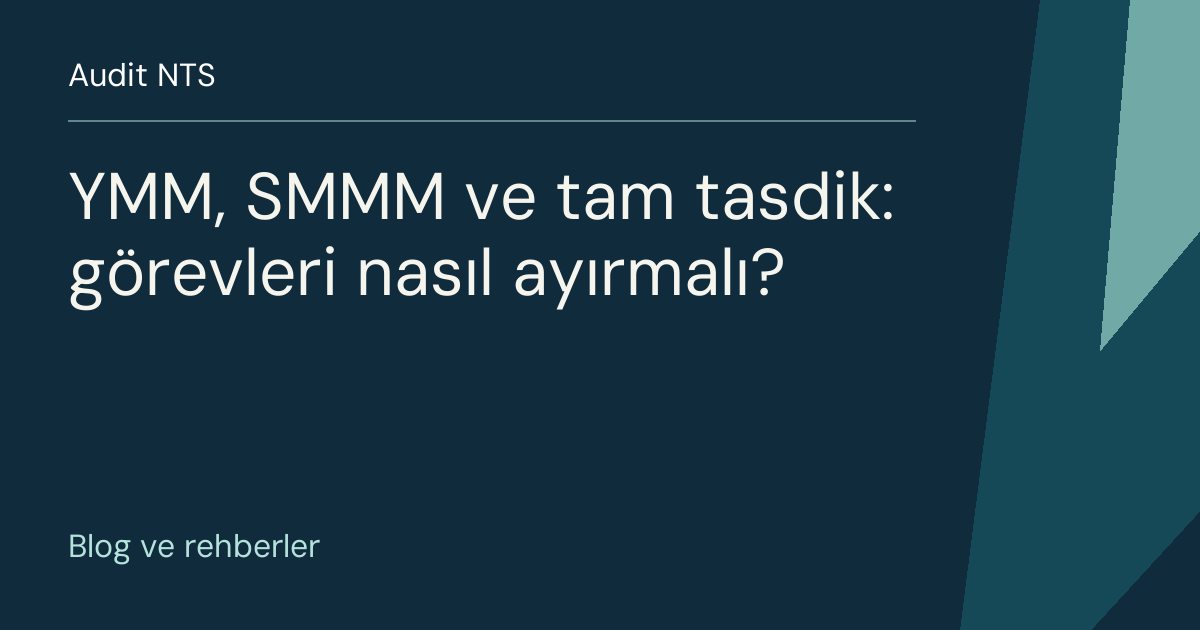 Audit NTS
YMM, SMMM ve tam tasdik:
görevleri nasıl ayırmalı?
Blog ve rehberler